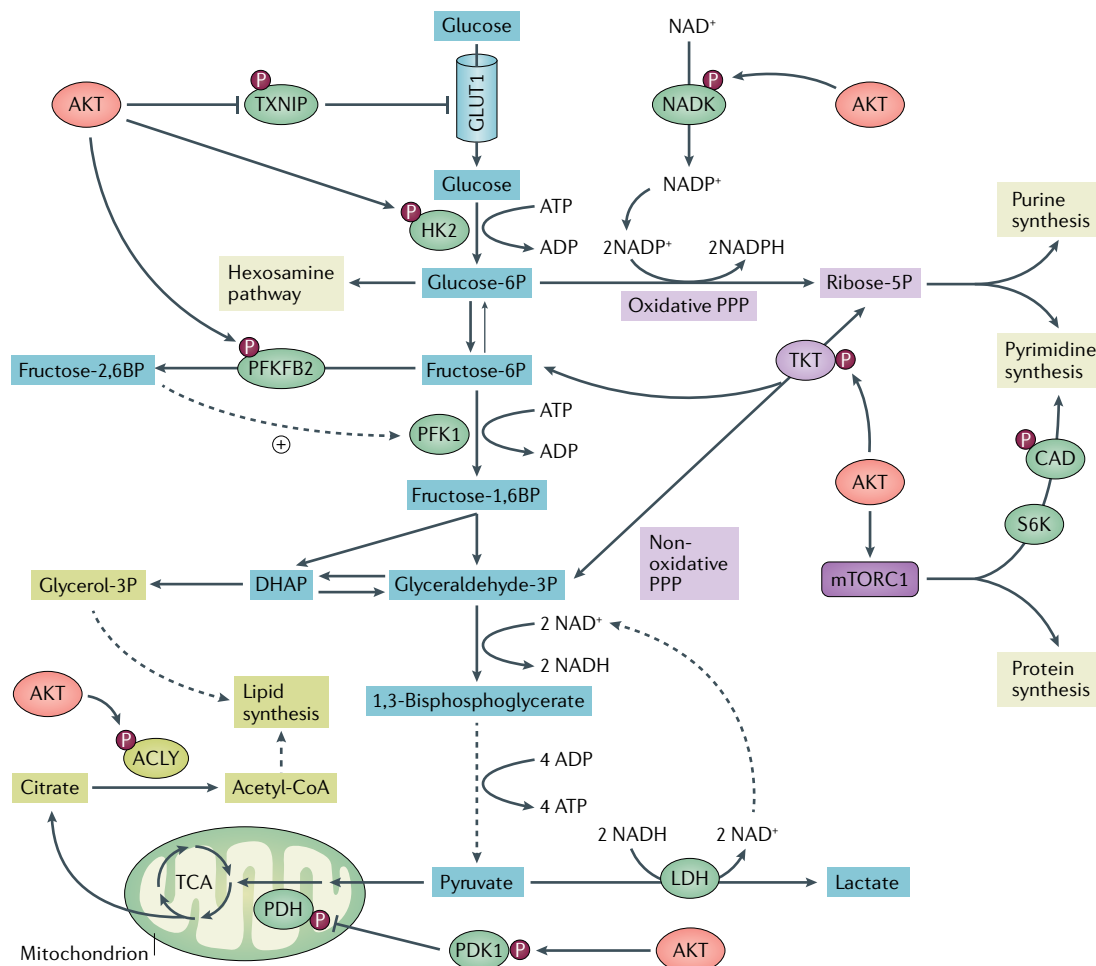 Glucose
NAD⁺
P
P
AKT
TXNIP
GLUT1
NADK
AKT
Glucose
NADP⁺
P
HK2
ATP
ADP
2NADP⁺
2NADPH
Purine
synthesis
Hexosamine
pathway
Glucose-6P
Oxidative PPP
Ribose-5P
P
Fructose-2,6BP
PFKFB2
Fructose-6P
TKT
P
Pyrimidine
synthesis
+
PFK1
ATP
ADP
P
CAD
AKT
Fructose-1,6BP
S6K
Non-
oxidative
PPP
Glycerol-3P
DHAP
Glyceraldehyde-3P
mTORC1
2 NAD⁺
2 NADH
Protein
synthesis
AKT
Lipid
synthesis
1,3-Bisphosphoglycerate
P
ACLY
4 ADP
Citrate
Acetyl-CoA
4 ATP
2 NADH
2 NAD⁺
TCA
Pyruvate
LDH
Lactate
PDH
P
Mitochondrion
PDK1
P
AKT